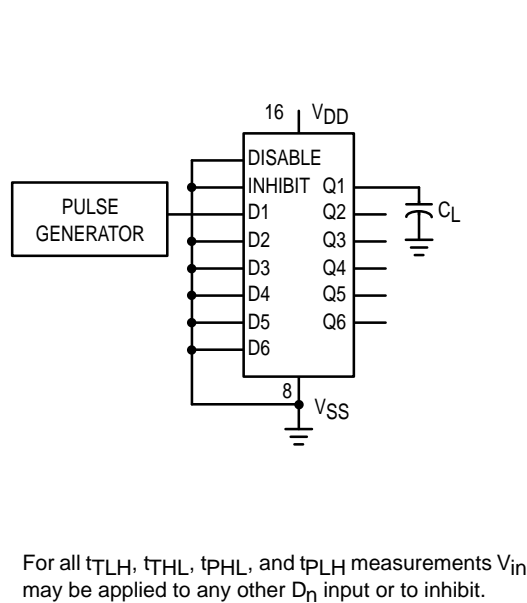 16 VDD
DISABLE
INHIBIT Q1
PULSE GENERATOR
D1 Q2
CL
D2 Q3
D3 Q4
D4 Q5
D5 Q6
D6
8
VSS
For all tTLH, tTHL, tPHL, and tPLH measurements Vin
may be applied to any other Dn input or to inhibit.